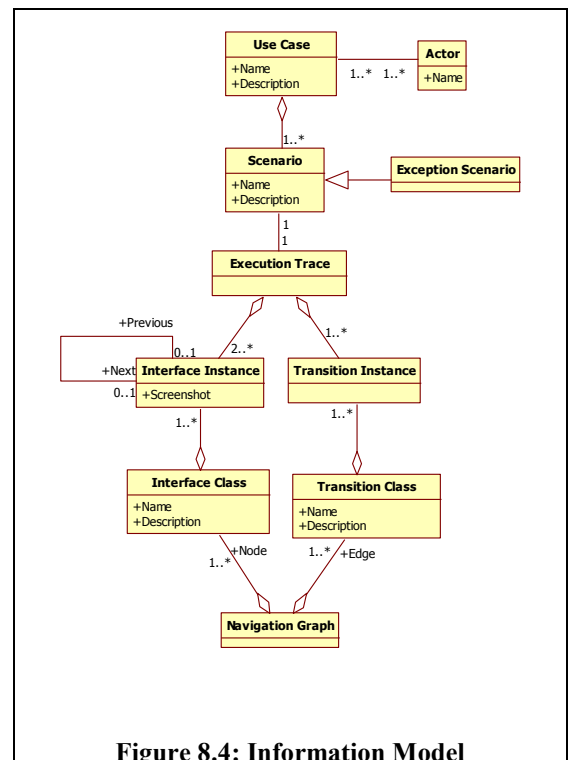 Use Case
+Name
+Description
1..* 1..*
Actor
+Name
1..*
Scenario
+Name
+Description
Exception Scenario
1
1
Execution Trace
+Previous
0..1
+Next
0..1
2..*
1..*
Interface Instance
+Screenshot
Transition Instance
1..*
1..*
Interface Class
+Name
+Description
Transition Class
+Name
+Description
+Node
1..*
1..*
+Edge
Navigation Graph
Figure 8.4: Information Model